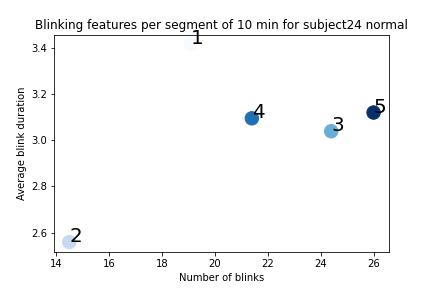 Blinking features per segment of 10 min for subject24 normal
Average blink duration
3.4
3.2
3.0
2.8
2.6
1
4
3
5
2
14 16 18 20 22 24 26
Number of blinks